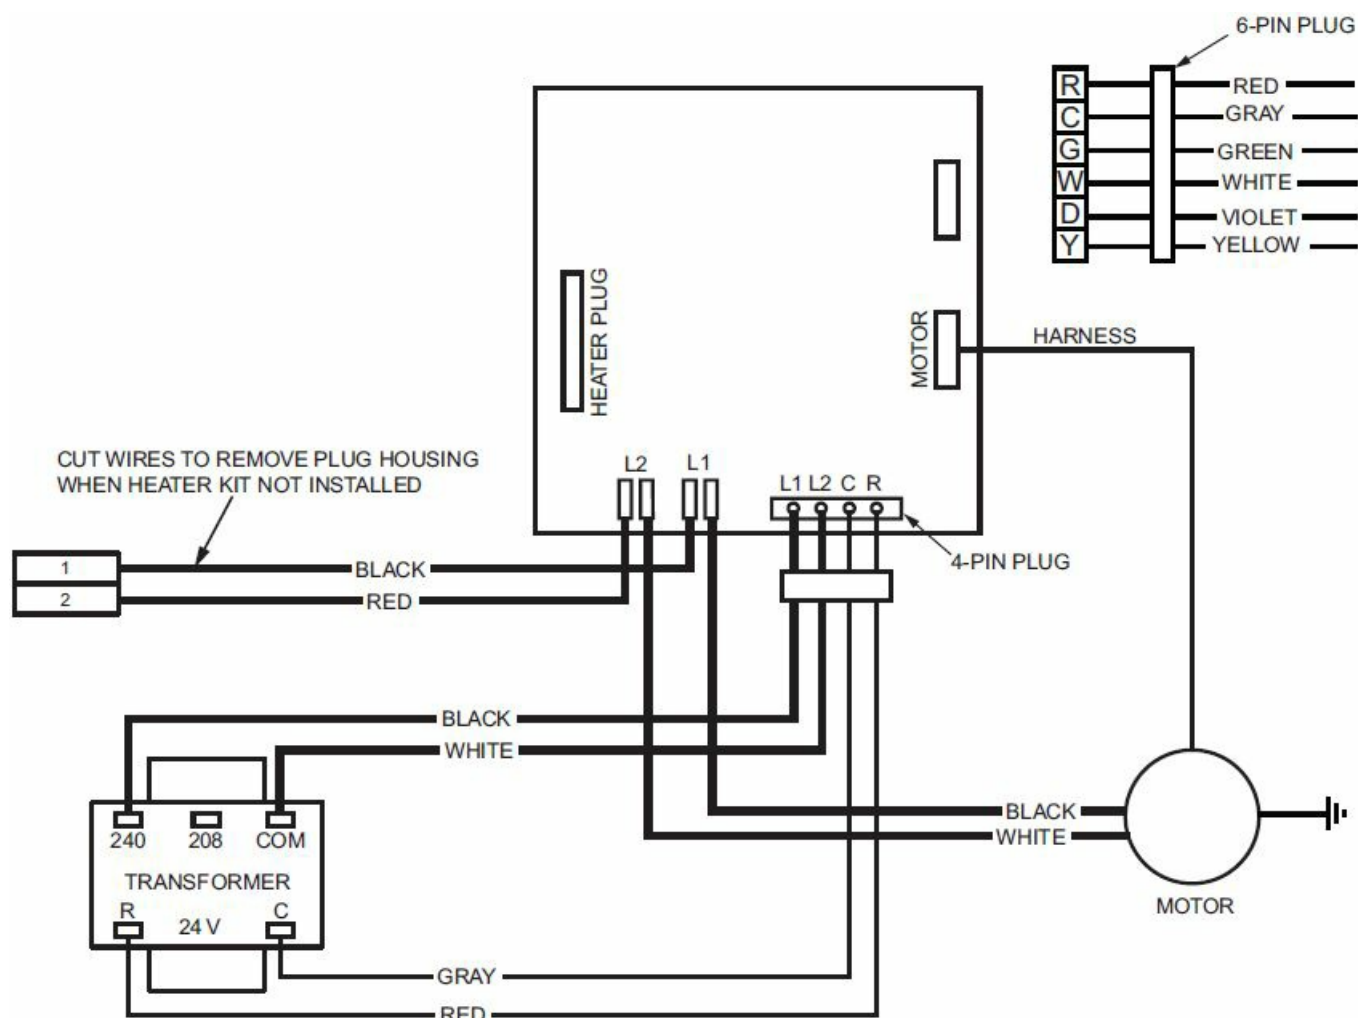 6-PIN PLUG
R RED
C GRAY
G GREEN
W WHITE
D VIOLET
Y YELLOW
HEATER PLUG
MOTOR
HARNESS
CUT WIRES TO REMOVE PLUG HOUSING
WHEN HEATER KIT NOT INSTALLED
L2 L1
L1 L2 C R
4-PIN PLUG
1 BLACK
2 RED
BLACK
WHITE
240 208 COM
TRANSFORMER
R 24 V C
BLACK
WHITE
MOTOR
GRAY
RED